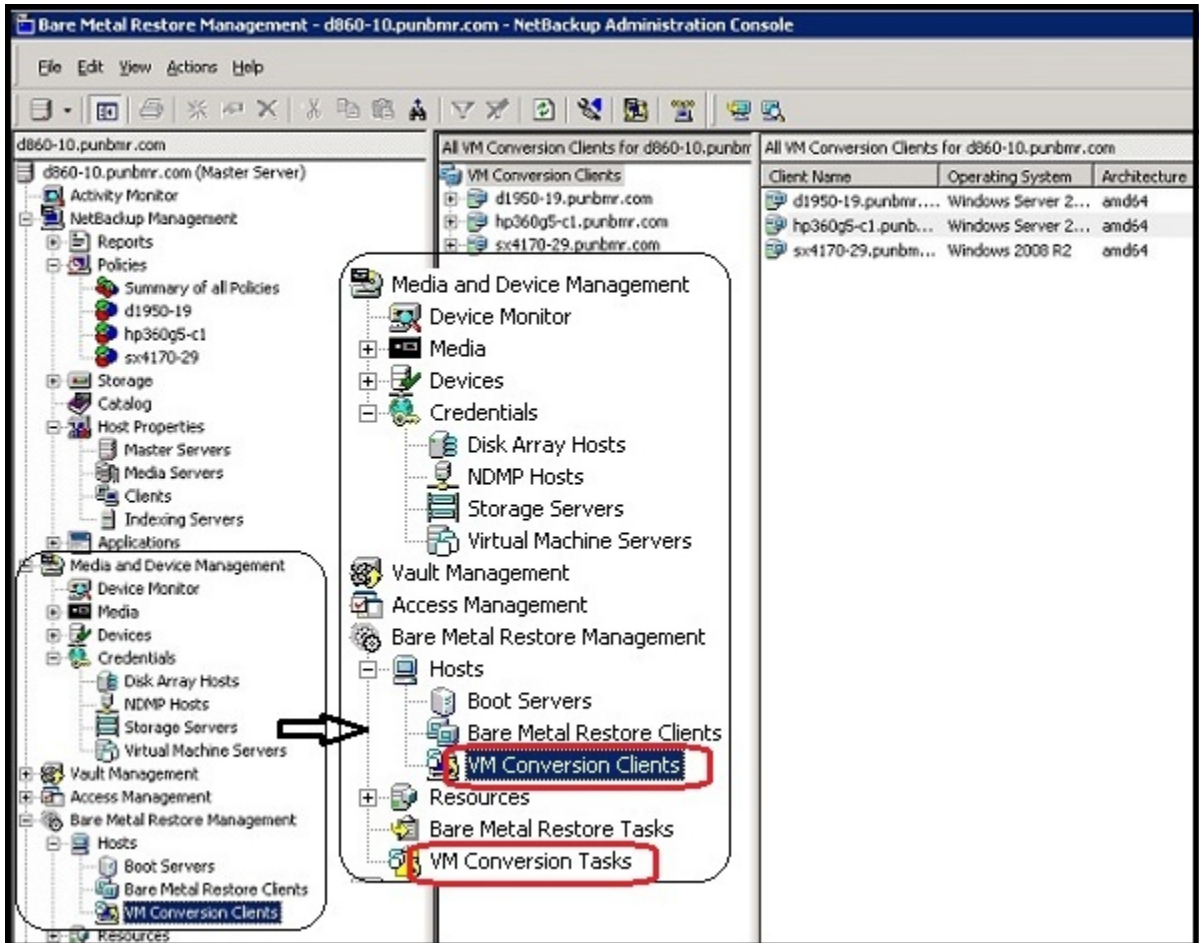 Bare Metal Restore Management - d860-10.punbmr.com - NetBackup Administration Console
File Edit View Actions Help
d860-10.punbmr.com
d860-10.punbmr.com (Master Server)
Activity Monitor
NetBackup Management
Reports
Policies
Summary of all Policies
d1950-19
hp360g5-c1
sx4170-29
Storage
Catalog
Host Properties
Master Servers
Media Servers
Clients
Indexing Servers
Applications
Media and Device Management
Device Monitor
Media
Devices
Credentials
Disk Array Hosts
NDMP Hosts
Storage Servers
Virtual Machine Servers
Vault Management
Access Management
Bare Metal Restore Management
Hosts
Boot Servers
Bare Metal Restore Clients
VM Conversion Clients
Resources
All VM Conversion Clients for d860-10.punbmr
VM Conversion Clients
d1950-19.punbmr.com
hp360g5-c1.punbmr.com
sx4170-29.punbmr.com
Media and Device Management
Device Monitor
Media
Devices
Credentials
Disk Array Hosts
NDMP Hosts
Storage Servers
Virtual Machine Servers
Vault Management
Access Management
Bare Metal Restore Management
Hosts
Boot Servers
Bare Metal Restore Clients
VM Conversion Clients
Resources
Bare Metal Restore Tasks
VM Conversion Tasks
All VM Conversion Clients for d860-10.punbmr.com
Client Name Operating System Architecture
d1950-19.punbmr.... Windows Server 2... amd64
hp360g5-c1.punb... Windows Server 2... amd64
sx4170-29.punbm... Windows 2008 R2 amd64